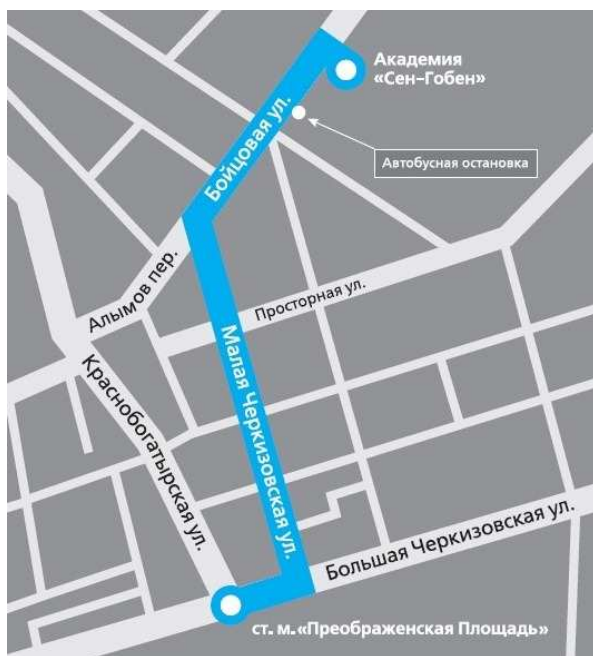 Академия
«Сен-Гобен»
Автобусная остановка
Бойцовая ул.
Алымов пер.
Просторная ул.
Малая Черкизовская ул.
Краснобогатырская ул.
Большая Черкизовская ул.
ст. м.«Преображенская Площадь»